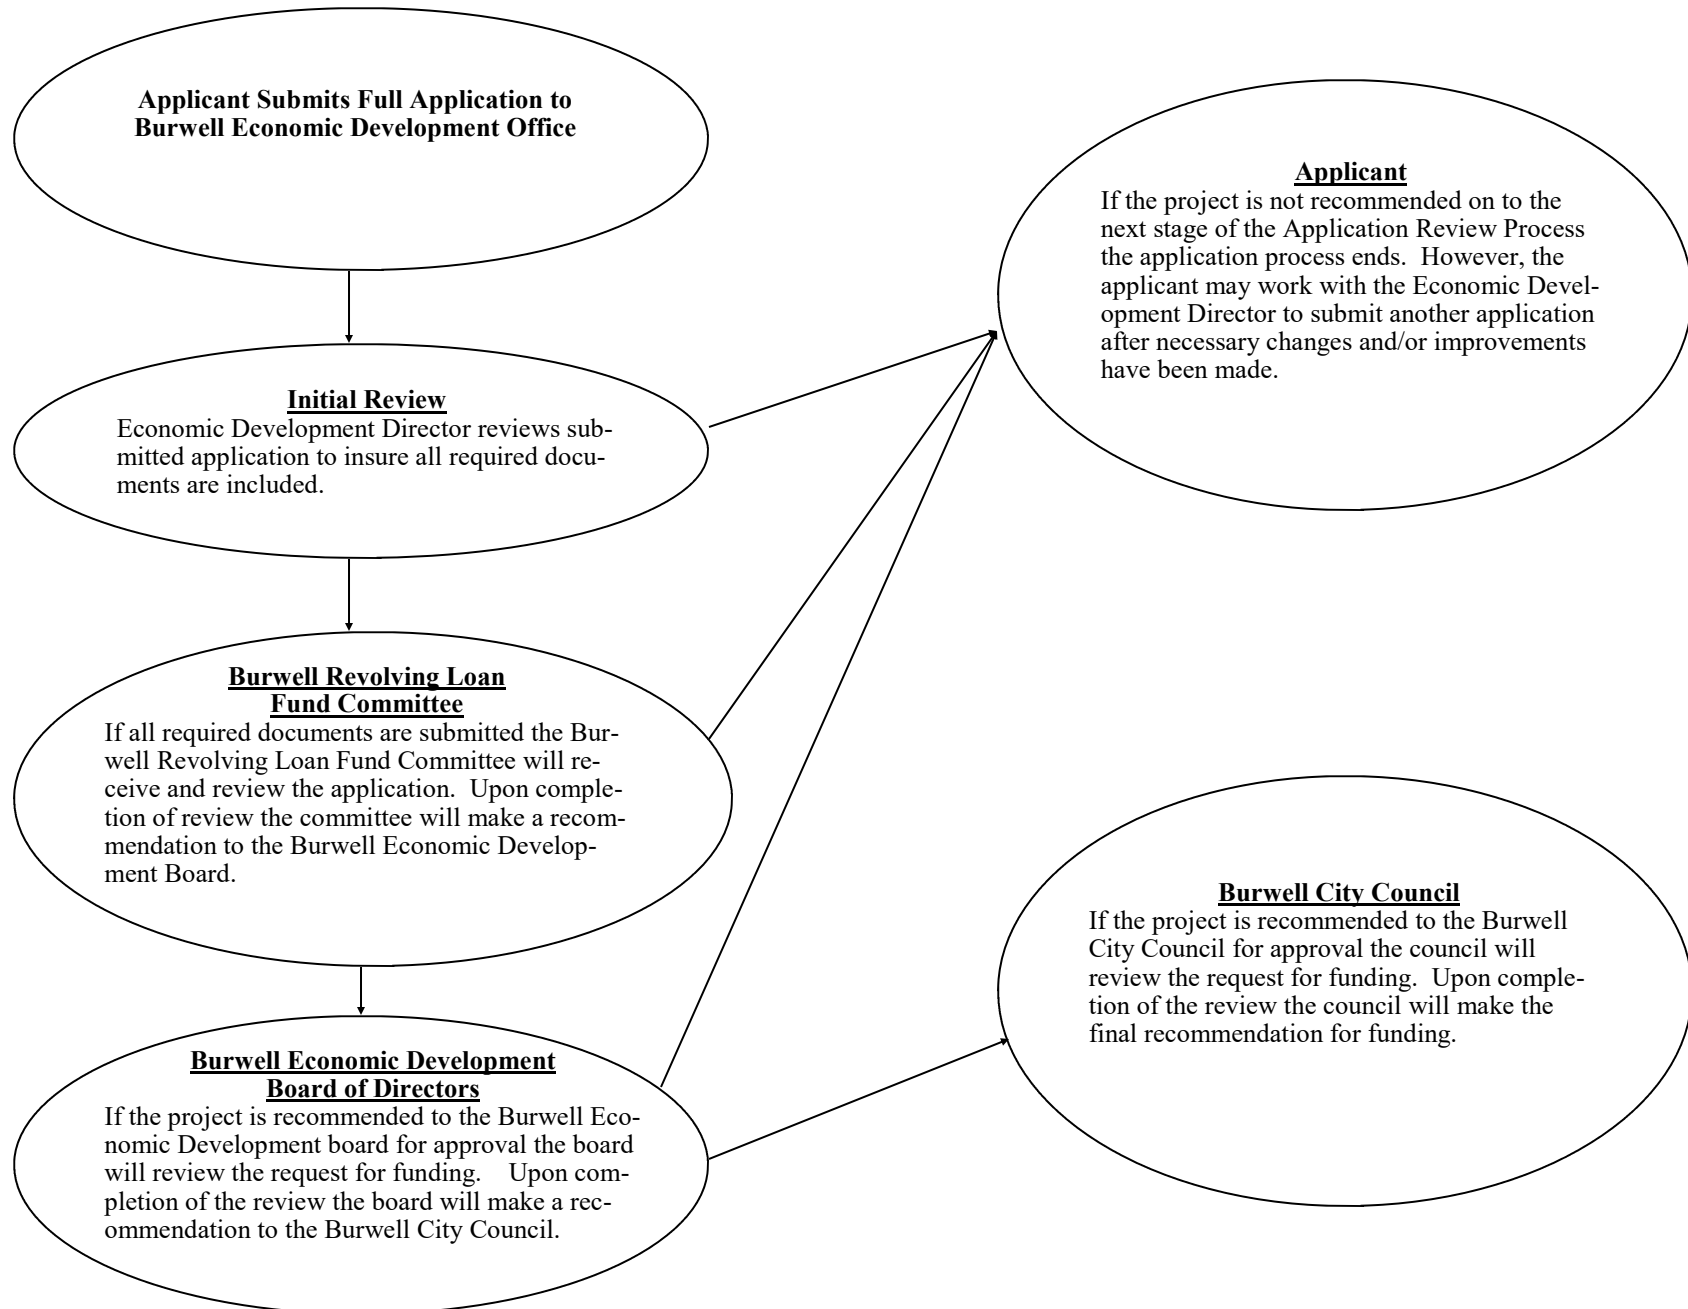 Applicant Submits Full Application to
Burwell Economic Development Office
Initial Review
Economic Development Director reviews sub-
mitted application to insure all required docu-
ments are included.
Burwell Revolving Loan
Fund Committee
If all required documents are submitted the Bur-
well Revolving Loan Fund Committee will re-
ceive and review the application.  Upon comple-
tion of review the committee will make a recom-
mendation to the Burwell Economic Develop-
ment Board.
Burwell Economic Development
Board of Directors
If the project is recommended to the Burwell Eco-
nomic Development board for approval the board
will review the request for funding.    Upon com-
pletion of the review the board will make a rec-
ommendation to the Burwell City Council.
Applicant
If the project is not recommended on to the
next stage of the Application Review Process
the application process ends.  However, the
applicant may work with the Economic Devel-
opment Director to submit another application
after necessary changes and/or improvements
have been made.
Burwell City Council
If the project is recommended to the Burwell
City Council for approval the council will
review the request for funding.  Upon comple-
tion of the review the council will make the
final recommendation for funding.